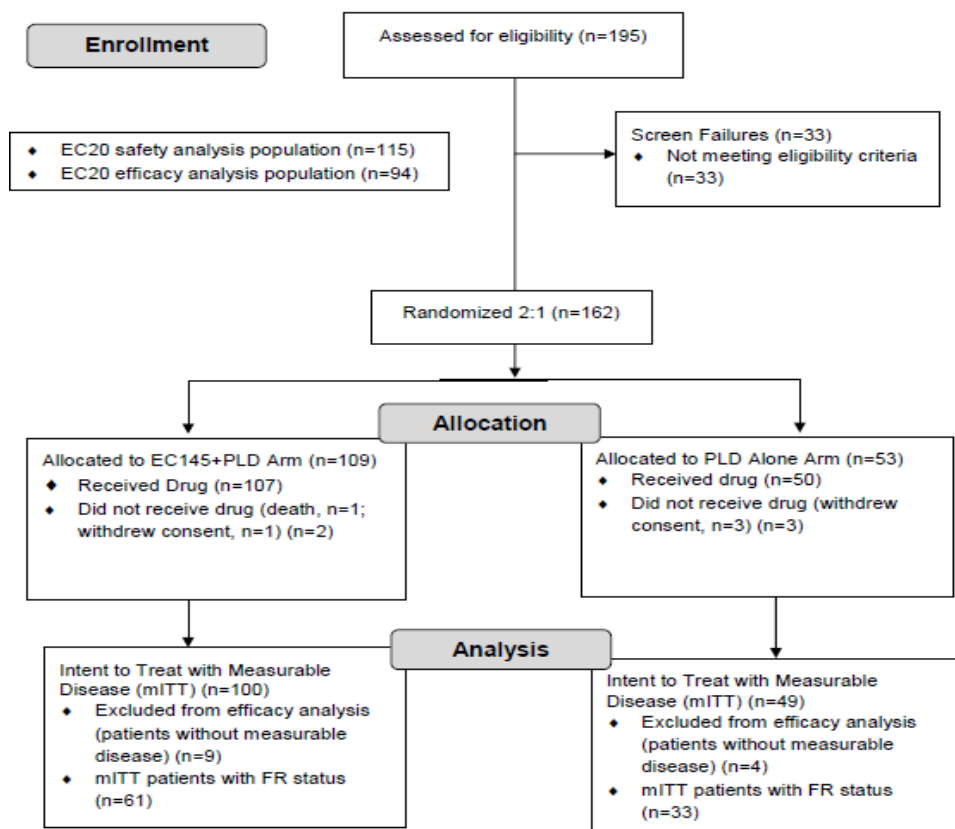 Enrollment
Assessed for eligibility (n=195)
♦ EC20 safety analysis population (n=115)
♦ EC20 efficacy analysis population (n=94)
Screen Failures (n=33)
♦ Not meeting eligibility criteria
(n=33)
Randomized 2:1 (n=162)
Allocation
Allocated to EC145+PLD Arm (n=109)
♦ Received Drug (n=107)
♦ Did not receive drug (death, n=1;
withdrew consent, n=1) (n=2)
Allocated to PLD Alone Arm (n=53)
♦ Received drug (n=50)
♦ Did not receive drug (withdrew
consent, n=3) (n=3)
Analysis
Intent to Treat with Measurable
Disease (mITT) (n=100)
♦ Excluded from efficacy analysis
(patients without measurable
disease) (n=9)
♦ mITT patients with FR status
(n=61)
Intent to Treat with Measurable
Disease (mITT) (n=49)
♦ Excluded from efficacy analysis
(patients without measurable
disease) (n=4)
♦ mITT patients with FR status
(n=33)